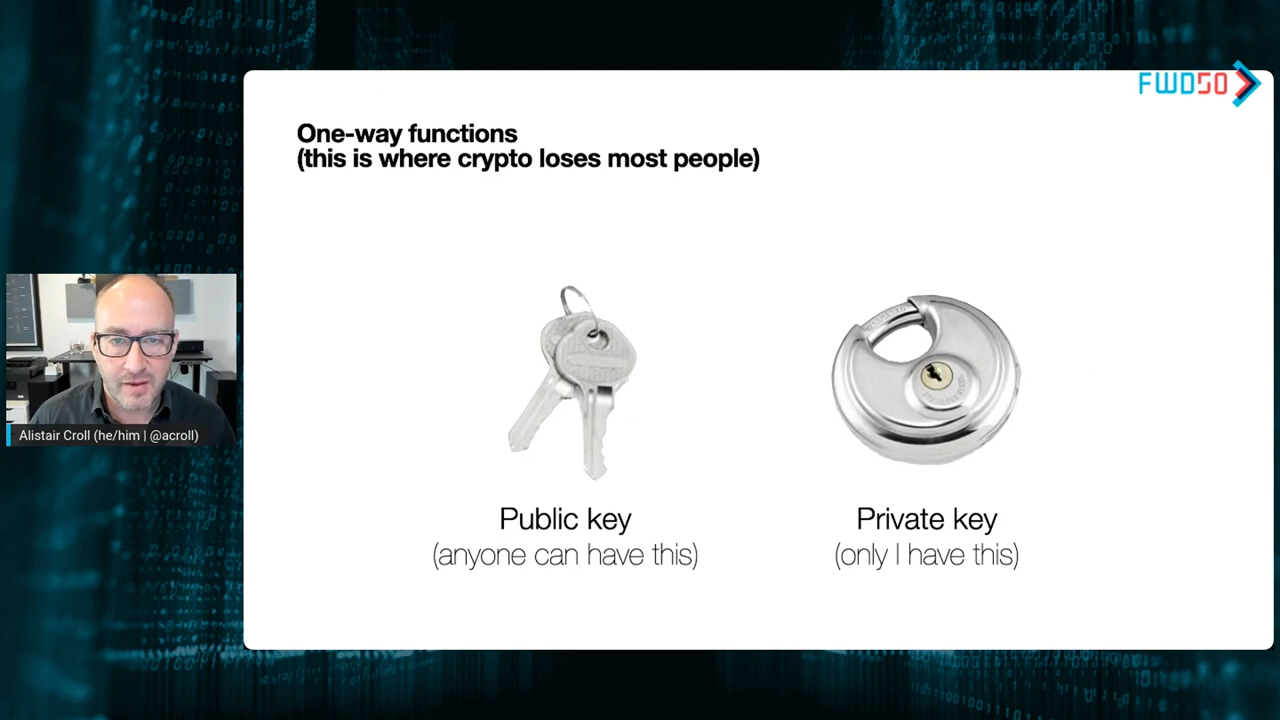 FWD50
One-way functions
(this is where crypto loses most people)
Public key
(anyone can have this)
Private key
(only I have this)
Alistair Croll (he/him | @acroll)